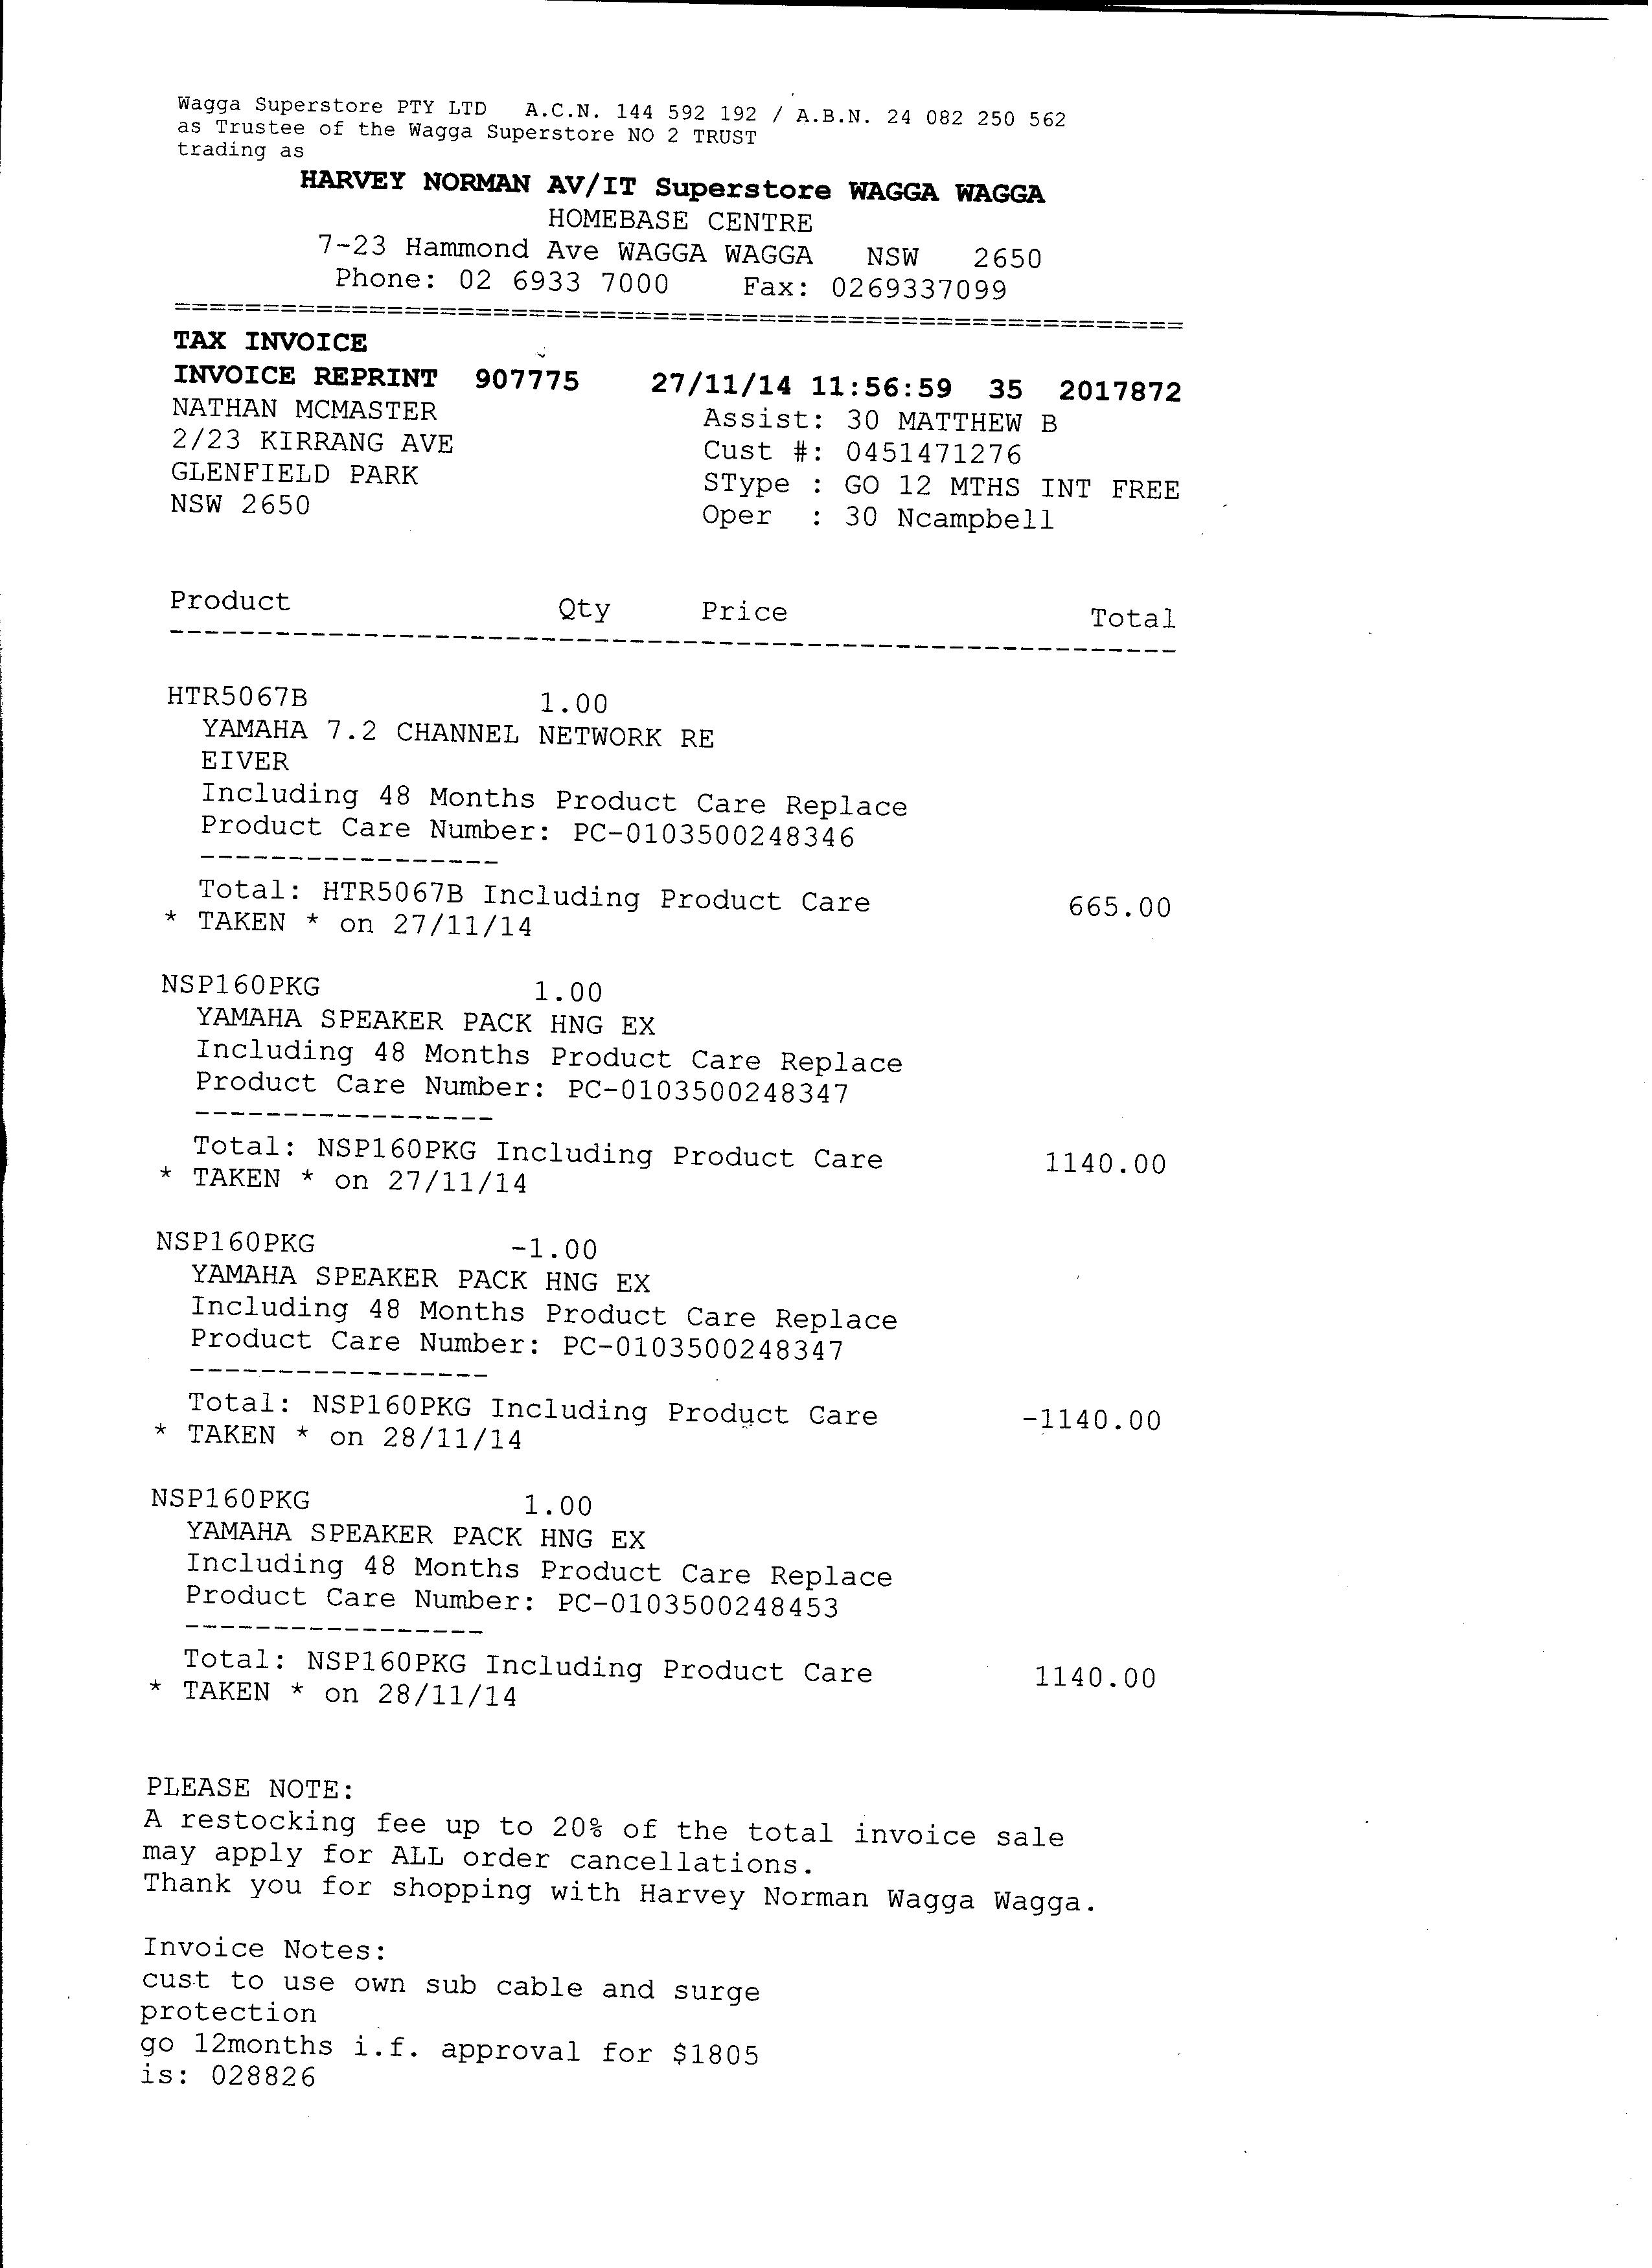 Wagga Superstore PTY LTD A.C.N. 144 592 192 / A.B.N. 24 082 250 562
as Trustee of the Wagga Superstore NO 2 TRUST
trading as
HARVEY NORMAN AV/IT Superstore WAGGA WAGGA
HOMEBASE CENTRE
7-23 Hammond Ave WAGGA WAGGA NSW 2650
Phone: 02 6933 7000 Fax: 0269337099
=========================================================
TAX INVOICE
INVOICE REPRINT 907775 27/11/14 11:56:59 35 2017872
NATHAN MCMASTER Assist: 30 MATTHEW B
2/23 KIRRANG AVE Cust #: 0451471276
GLENFIELD PARK SType : GO 12 MTHS INT FREE
NSW 2650 Oper : 30 Ncampbell
Product Qty Price Total
---------------------------------------------------------
HTR5067B 1.00
YAMAHA 7.2 CHANNEL NETWORK RE
EIVER
Including 48 Months Product Care Replace
Product Care Number: PC-0103500248346
-----------------
Total: HTR5067B Including Product Care 665.00
* TAKEN * on 27/11/14
NSP160PKG 1.00
YAMAHA SPEAKER PACK HNG EX
Including 48 Months Product Care Replace
Product Care Number: PC-0103500248347
-----------------
Total: NSP160PKG Including Product Care 1140.00
* TAKEN * on 27/11/14
NSP160PKG -1.00
YAMAHA SPEAKER PACK HNG EX
Including 48 Months Product Care Replace
Product Care Number: PC-0103500248347
-----------------
Total: NSP160PKG Including Product Care -1140.00
* TAKEN * on 28/11/14
NSP160PKG 1.00
YAMAHA SPEAKER PACK HNG EX
Including 48 Months Product Care Replace
Product Care Number: PC-0103500248453
-----------------
Total: NSP160PKG Including Product Care 1140.00
* TAKEN * on 28/11/14
PLEASE NOTE:
A restocking fee up to 20% of the total invoice sale
may apply for ALL order cancellations.
Thank you for shopping with Harvey Norman Wagga Wagga.
Invoice Notes:
cust to use own sub cable and surge
protection
go 12months i.f. approval for $1805
is: 028826